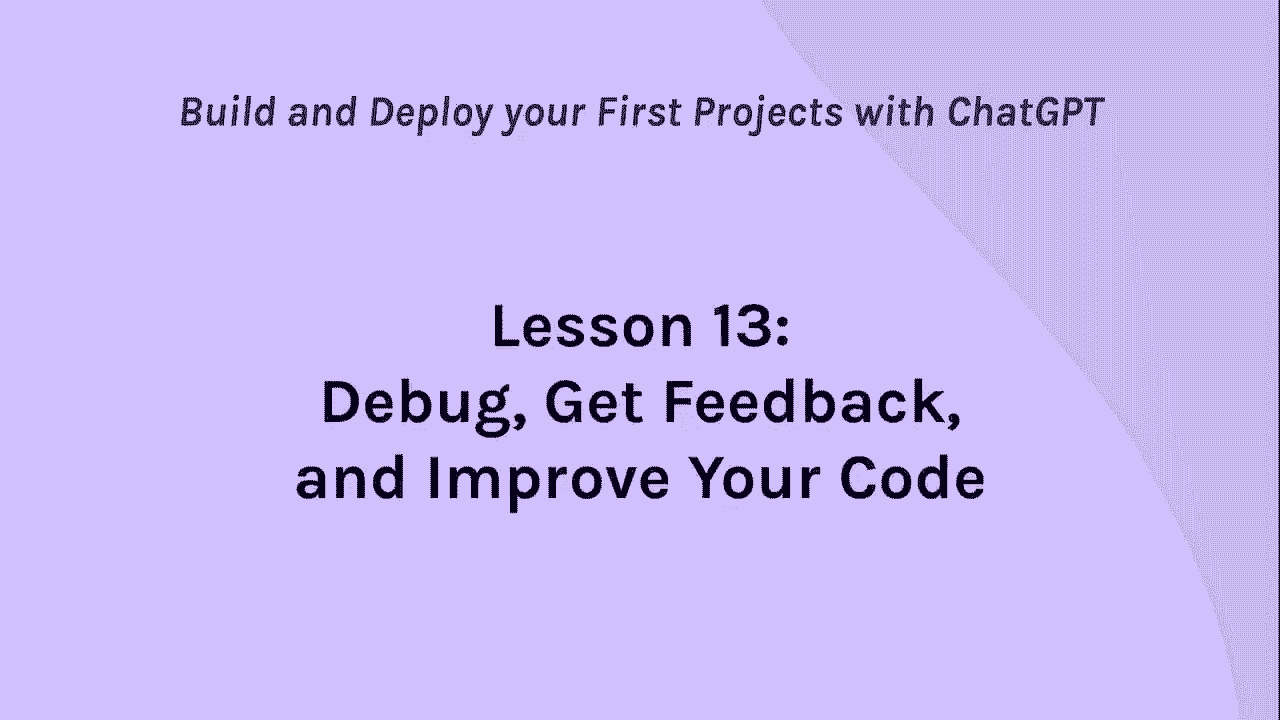 Build and Deploy your First Projects with ChatGPT
Lesson 13:
Debug, Get Feedback,
and Improve Your Code